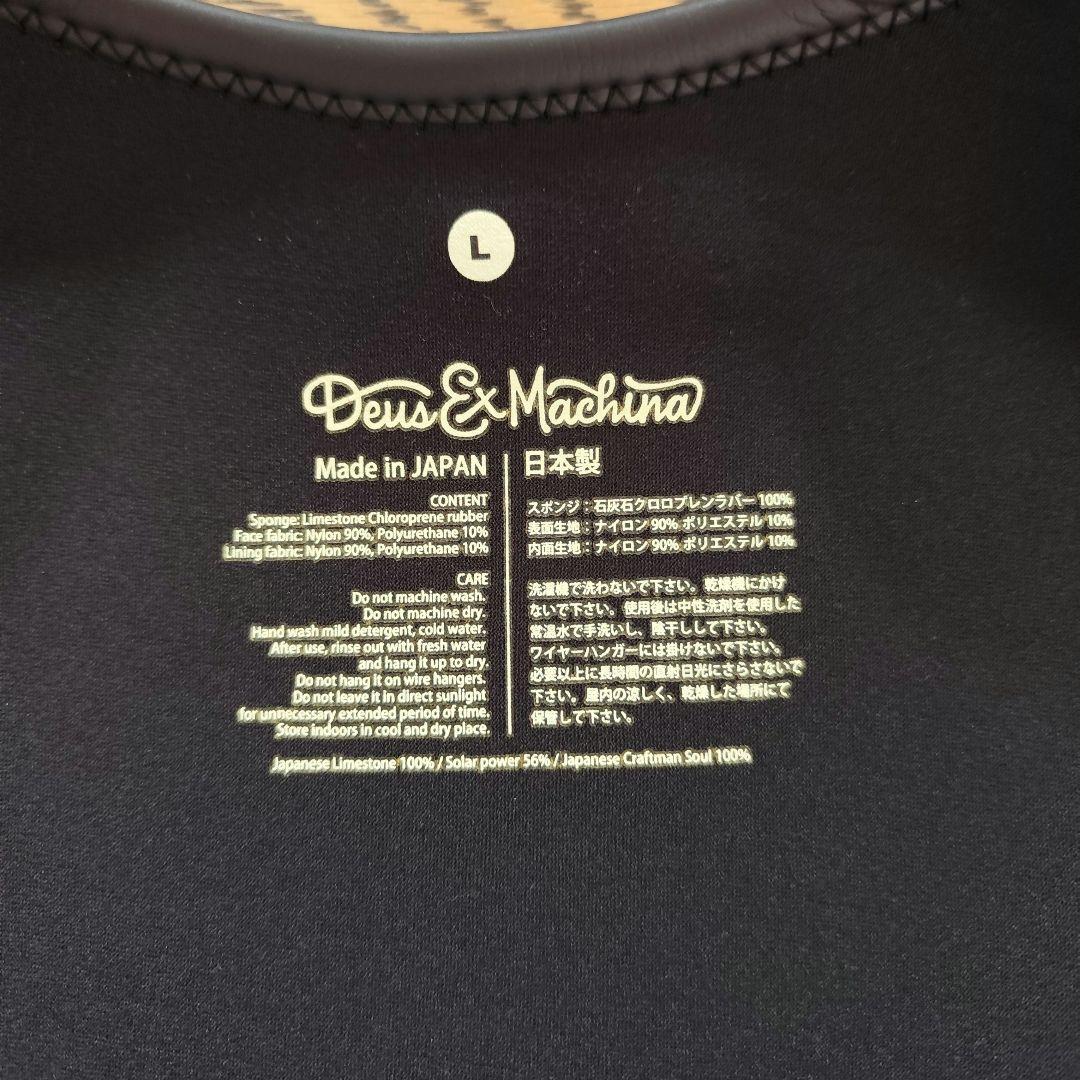 L
Deus Ex Machina
Made in JAPAN
CONTENT
Sponge: Limestone Chloroprene rubber
Face fabric: Nylon 90%, Polyurethane 10%
Lining fabric: Nylon 90%, Polyurethane 10%
CARE
Do not machine wash.
Do not machine dry.
Hand wash mild detergent, cold water.
After use, rinse out with fresh water
and hang it up to dry.
Do not hang it on wire hangers.
Do not leave it in direct sunlight
for unnecessary extended period of time.
Store indoors in cool and dry place.
日本製
スポンジ：石灰石クロロプレンラバー 100%
表面生地：ナイロン 90% ポリエステル 10%
内面生地：ナイロン 90% ポリエステル 10%
洗濯機で洗わないで下さい。乾燥機にかけ
ないで下さい。使用後は中性洗剤を使用した
常温水で手洗いし、陰干しして下さい。
ワイヤーハンガーには掛けないで下さい。
必要以上に長時間の直射日光にさらさないで
下さい。屋内の涼しく、乾燥した場所にて
保管して下さい。
Japanese Limestone 100% / Solar power 56% / Japanese Craftman Soul 100%